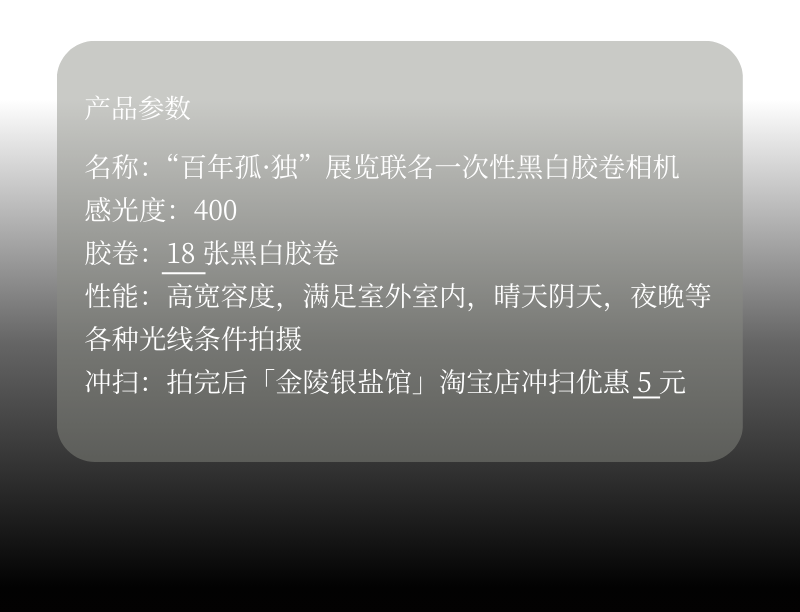 产品参数
名称：“百年孤·独”展览联名一次性黑白胶卷相机
感光度：400
胶卷：18 张黑白胶卷
性能：高宽容度，满足室外室内，晴天阴天，夜晚等
各种光线条件拍摄
冲扫：拍完后「金陵银盐馆」淘宝店冲扫优惠 5 元